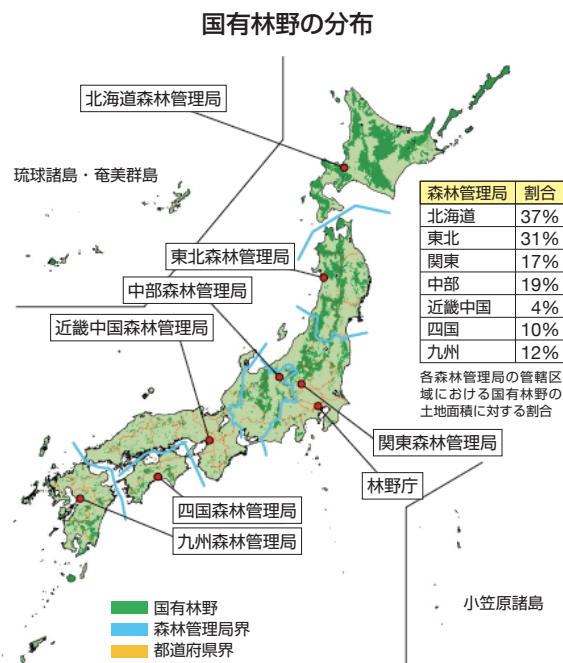 国有林野の分布
北海道森林管理局
琉球諸島・奄美群島
森林管理局 割合
北海道 37%
東北 31%
関東 17%
中部 19%
近畿中国 4%
四国 10%
九州 12%
各森林管理局の管轄区
域における国有林野の
土地面積に対する割合
東北森林管理局
中部森林管理局
近畿中国森林管理局
関東森林管理局
林野庁
四国森林管理局
九州森林管理局
小笠原諸島
国有林野
森林管理局界
都道府県界